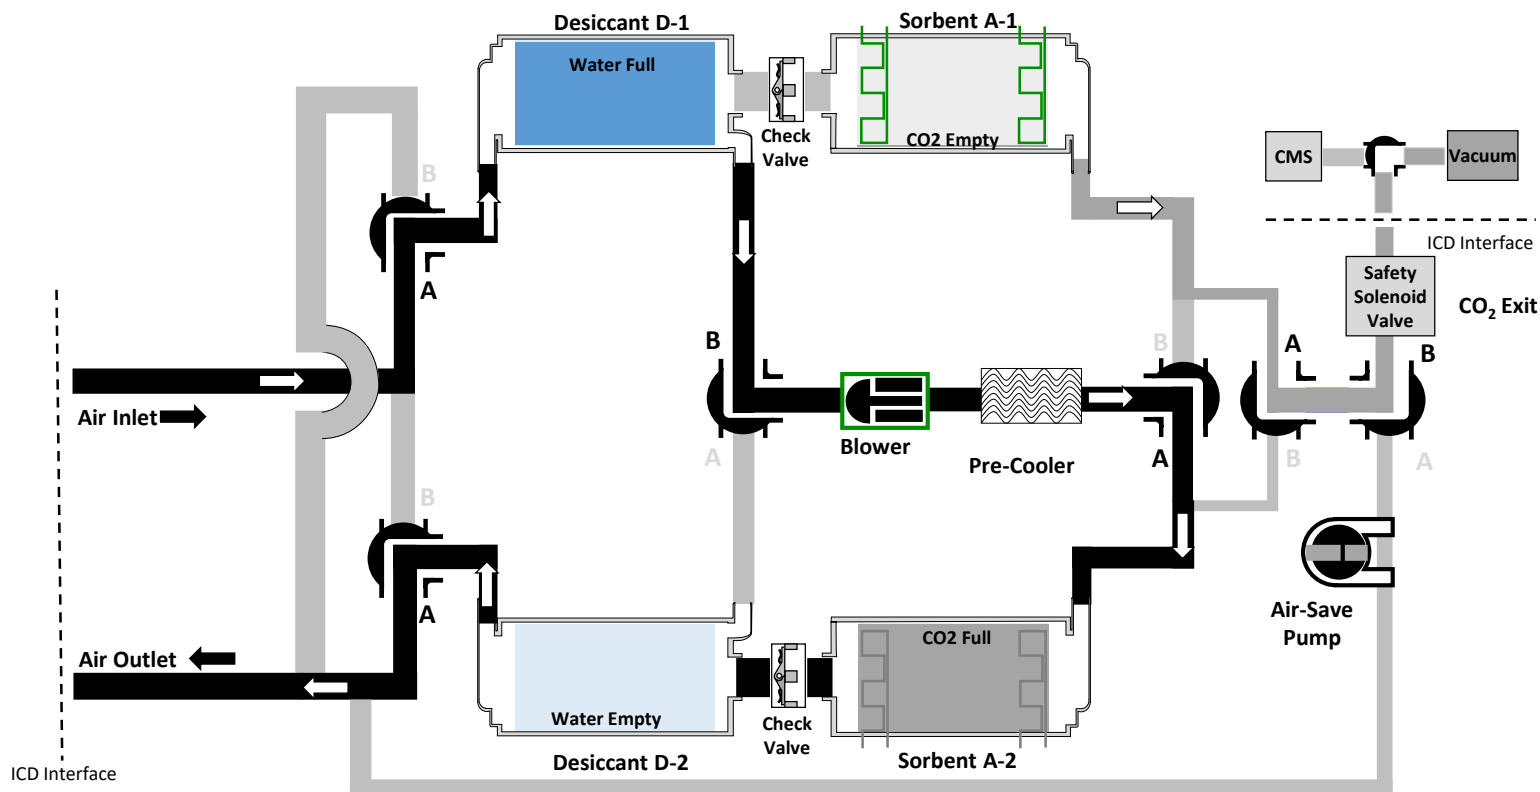 Desiccant D-1
Sorbent A-1
Water Full
CO2 Empty
Check
Valve
CMS
Vacuum
ICD Interface
Safety
Solenoid
Valve
CO₂ Exit
B
A
B
A
B
A
A
B
B
A
Air Inlet
Blower
Pre-Cooler
B
A
Air-Save
Pump
Air Outlet
CO2 Full
Water Empty
Check
Valve
Desiccant D-2
Sorbent A-2
ICD Interface